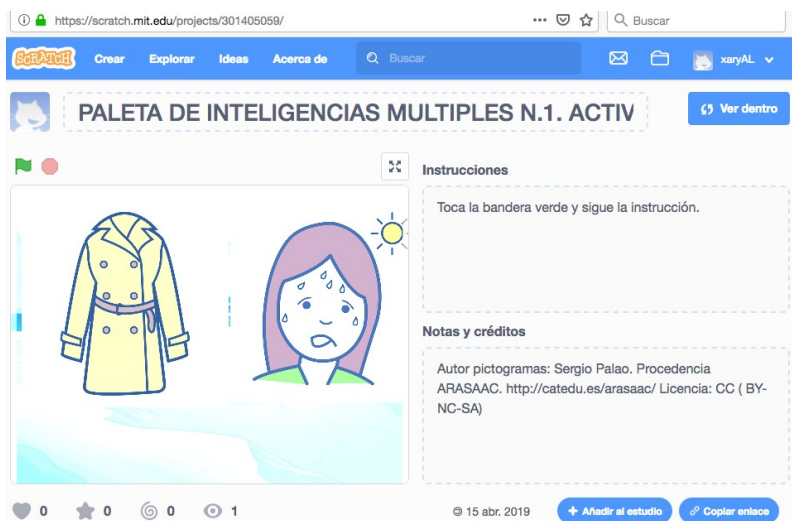 https://scratch.mit.edu/projects/301405059/
Buscar
SCRATCH Crear Explorar Ideas Acerca de Buscar xaryAL
PALETA DE INTELIGENCIAS MULTIPLES N.1. ACTIV
Ver dentro
Instrucciones
Toca la bandera verde y sigue la instrucción.
Notas y créditos
Autor pictogramas: Sergio Palao. Procedencia
ARASAAC. http://catedu.es/arasaac/ Licencia: CC ( BY-
NC-SA)
0 0 0 1
© 15 abr. 2019
Añadir al estudio
Copiar enlace